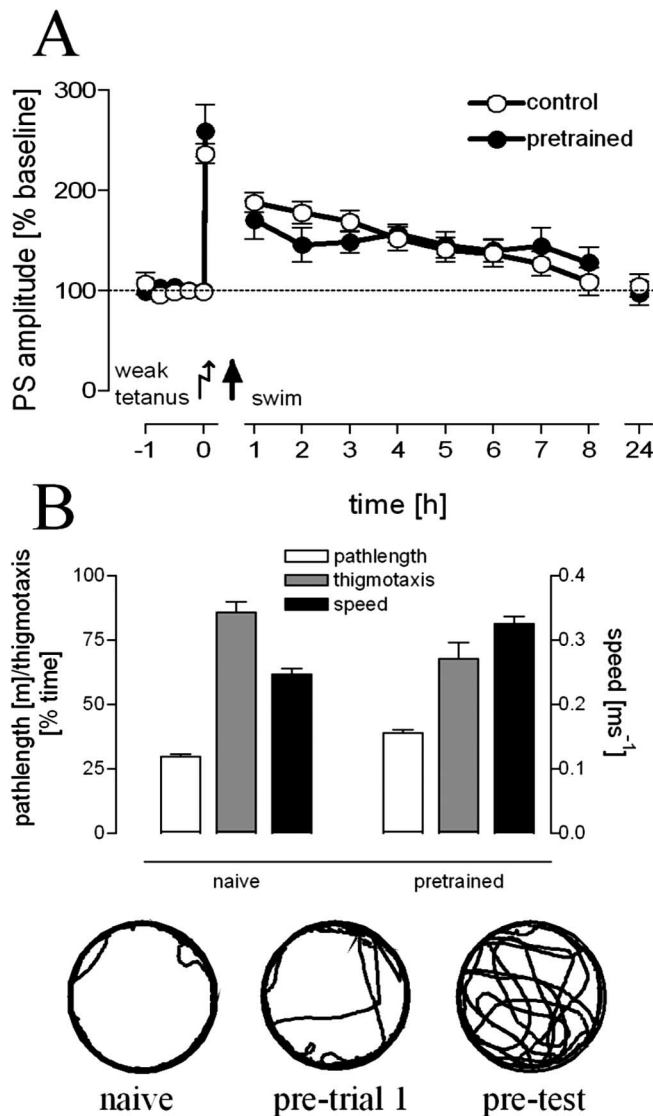 A
PS amplitude [% baseline]
300
200
100
0
control
pretrained
weak
tetanus
swim
-1 0 1 2 3 4 5 6 7 8 24
time [h]
B
pathlength
thigmotaxis
speed
pathlength [m]/thigmotaxis
[% time]
100
75
50
25
0
speed [ms⁻¹]
0.4
0.3
0.2
0.1
0.0
naive pretrained
naive pre-trial 1 pre-test